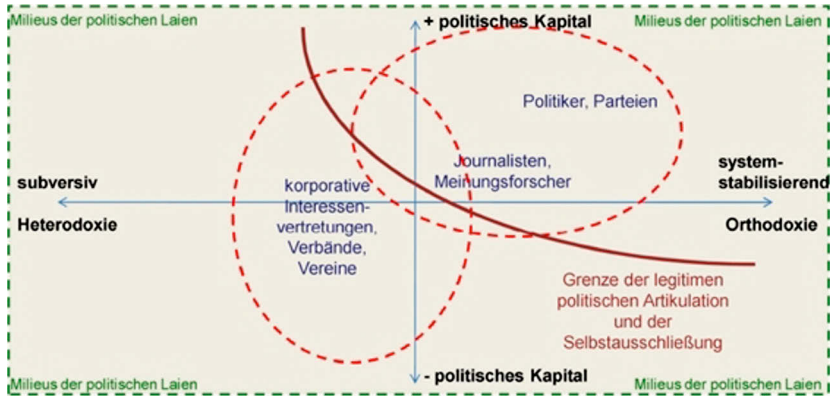 Milieus der politischen Laien
+ politisches Kapital
Milieus der politischen Laien
Politiker, Parteien
Journalisten,
Meinungsforscher
system-
stabilisierend
subversiv
korporative
Interessen-
vertretungen,
Verbände,
Vereine
Heterodoxie
Orthodoxie
Grenze der legitimen
politischen Artikulation
und der
Selbstausschließung
Milieus der politischen Laien
- politisches Kapital
Milieus der politischen Laien